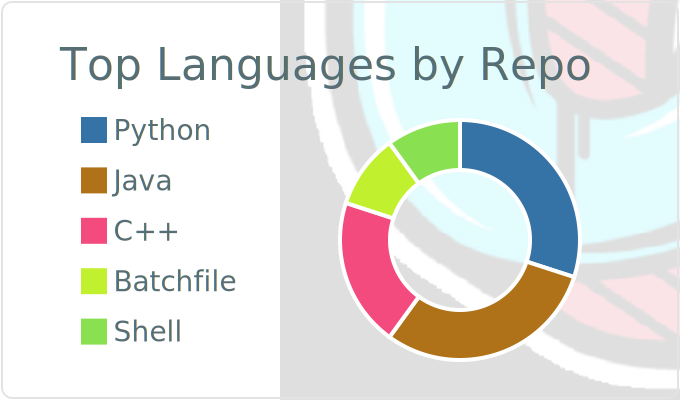 Top Languages by Repo
Python
Java
C++
Batchfile
Shell